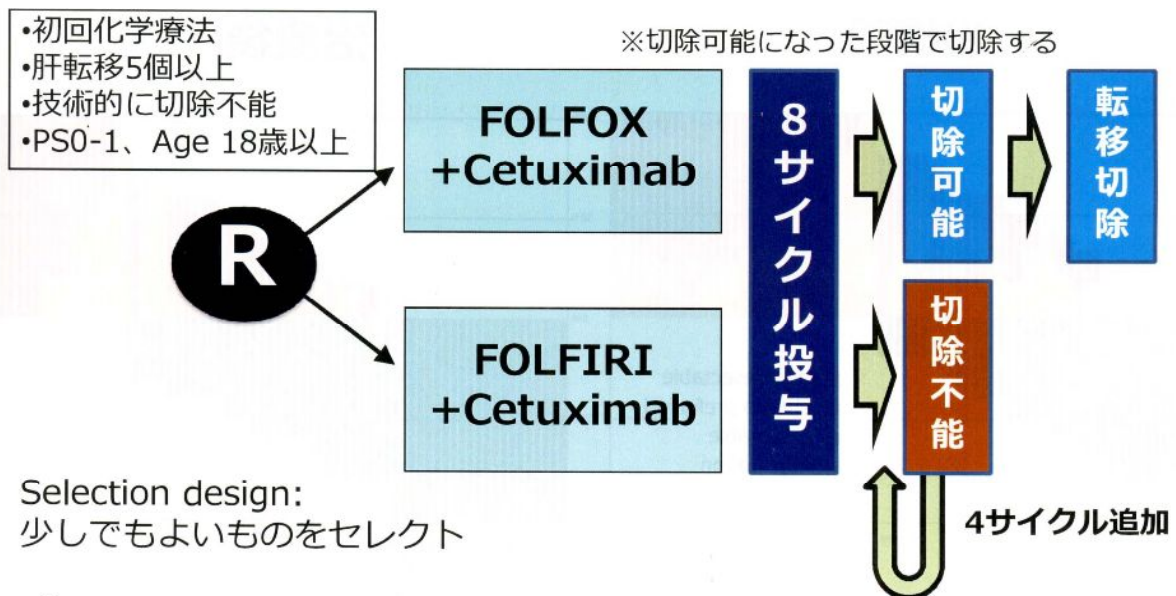 •初回化学療法
•肝転移5個以上
•技術的に切除不能
•PS0-1、Age 18歳以上
※切除可能になった段階で切除する
R
FOLFOX
+Cetuximab
FOLFIRI
+Cetuximab
8サイクル投与
切除可能
転移切除
切除不能
4サイクル追加
Selection design:
少しでもよいものをセレクト